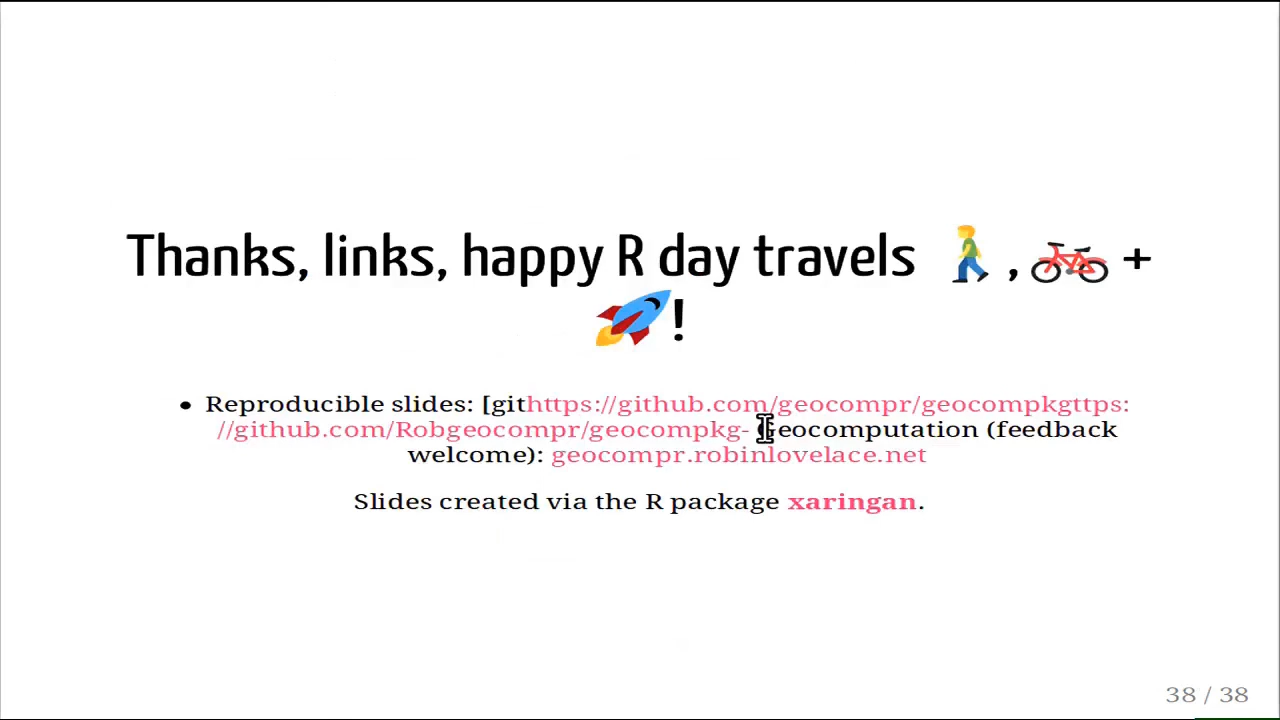 Thanks, links, happy R day travels 🚶, 🚲 +
🚀!
• Reproducible slides: [githttps://github.com/geocompr/geocompkgttps:
//github.com/Robgeocompr/geocompkg- Geocomputation (feedback
welcome): geocompr.robinlovelace.net
Slides created via the R package xaringan.
38 / 38